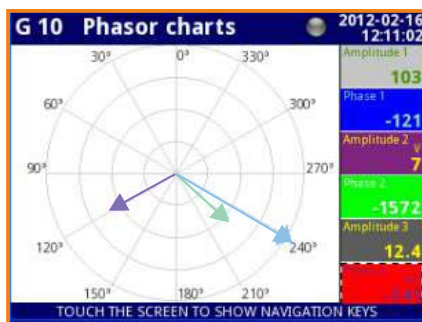 G 10 Phasor charts
2012-02-16
12:11:02
30°
0°
330°
60°
300°
90°
270°
120°
240°
150°
180°
210°
Amplitude 1
103
Phase 1
-121
Amplitude 2
V
7
Phase 2
-1572
Amplitude 3
12.4
TOUCH THE SCREEN TO SHOW NAVIGATION KEYS